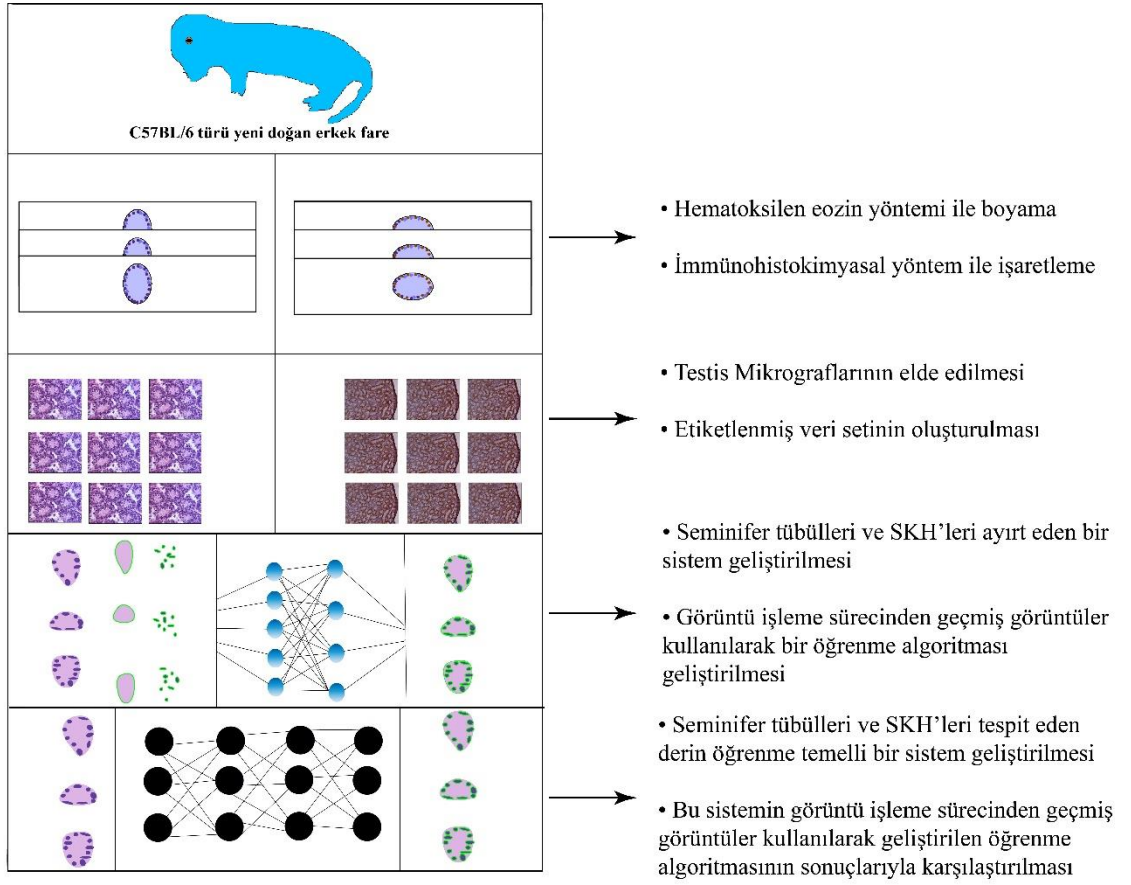 C57BL/6 türü yeni doğan erkek fare
• Hematoksilen eozin yöntemi ile boyama
• İmmünohistokimyasal yöntem ile işaretleme
• Testis Mikrograflarının elde edilmesi
• Etiketlenmiş veri setinin oluşturulması
• Seminifer tübülleri ve SKH’leri ayırt eden bir
sistem geliştirilmesi
• Görüntü işleme sürecinden geçmiş görüntüler
kullanılarak bir öğrenme algoritması
geliştirilmesi
• Seminifer tübülleri ve SKH’leri tespit eden
derin öğrenme temelli bir sistem geliştirilmesi
• Bu sistemin görüntü işleme sürecinden geçmiş
görüntüler kullanılarak geliştirilen öğrenme
algoritmasının sonuçlarıyla karşılaştırılması